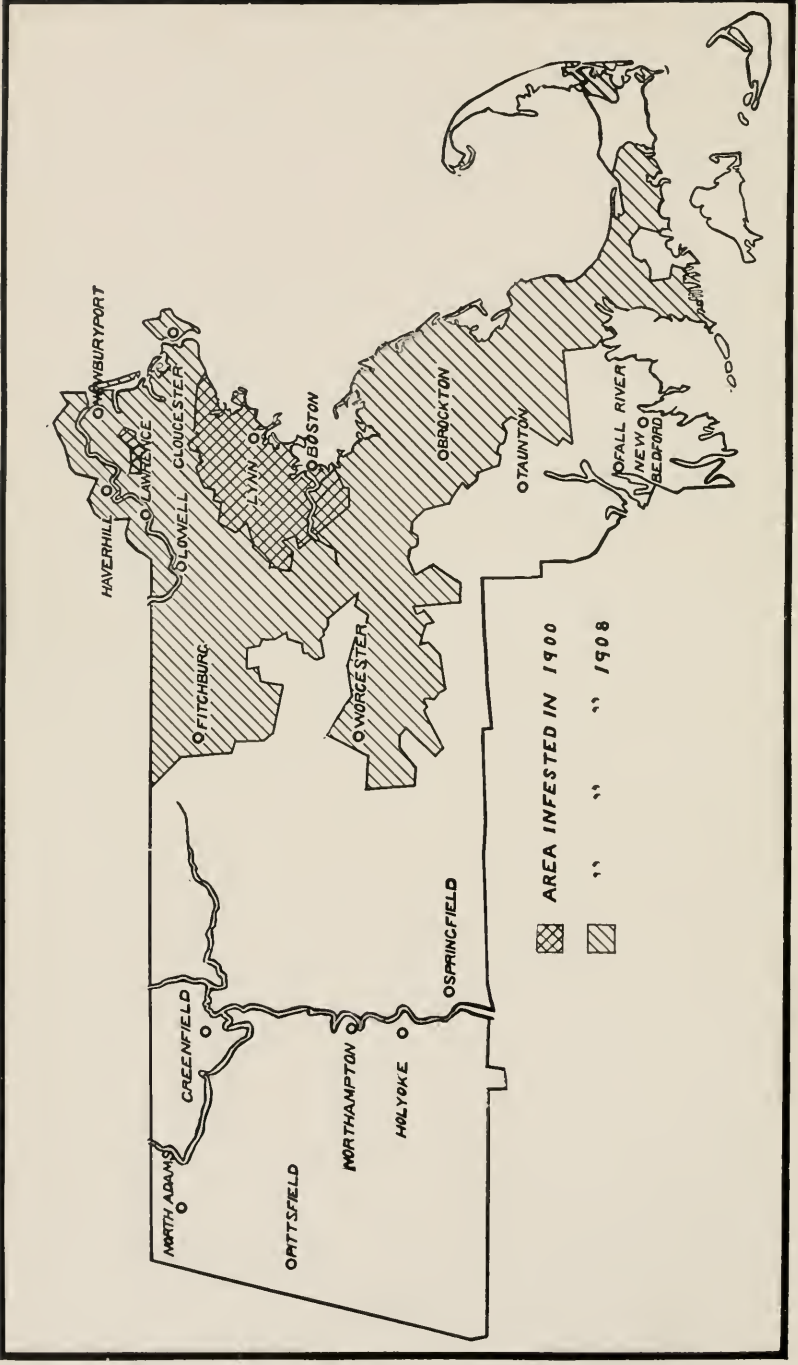 NEWBURYPORT
HAVERHILL
LAWRENCE
GLOUCESTER
LOWELL
LYNN
BOSTON
FITCHBURG
WORCESTER
BROCKTON
TAUNTON
FALL RIVER
NEW
BEDFORD
NORTH ADAMS
GREENFIELD
PITTSFIELD
NORTHAMPTON
HOLYOKE
SPRINGFIELD
AREA INFESTED IN 1900
" " " 1908